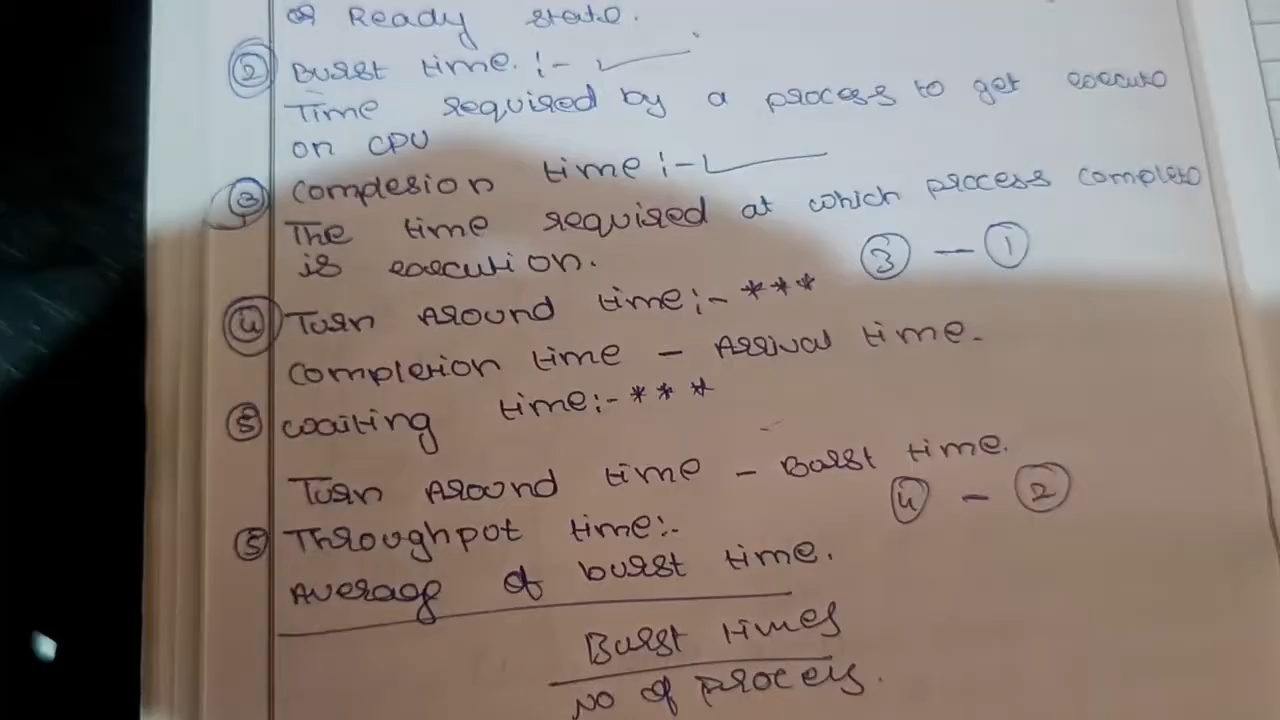 of Ready state.
② Burst time. :-
Time required by a process to get execute
on CPU
③ Complesion time :-
The time required at which process complete
is execution. ③ - ①
④ Turn Around time :- ***
Completion time - Arrival time.
⑤ waiting time :- ***
Turn Around time - Burst time.
④ - ②
⑤ Throughpot time :-
Average of burst time.
Burst times
No of process.